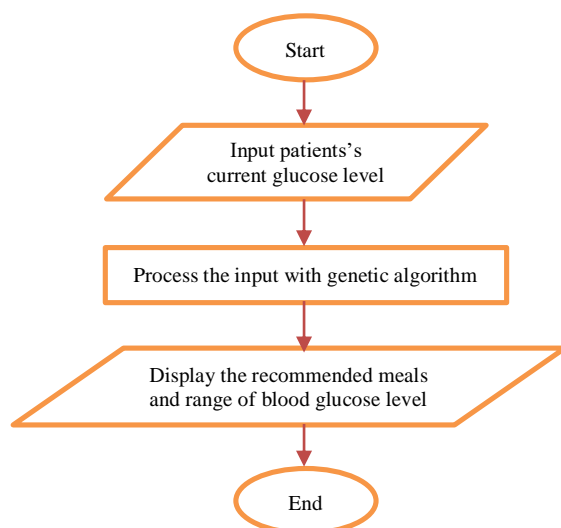 Start
Input patients's
current glucose level
Process the input with genetic algorithm
Display the recommended meals
and range of blood glucose level
End